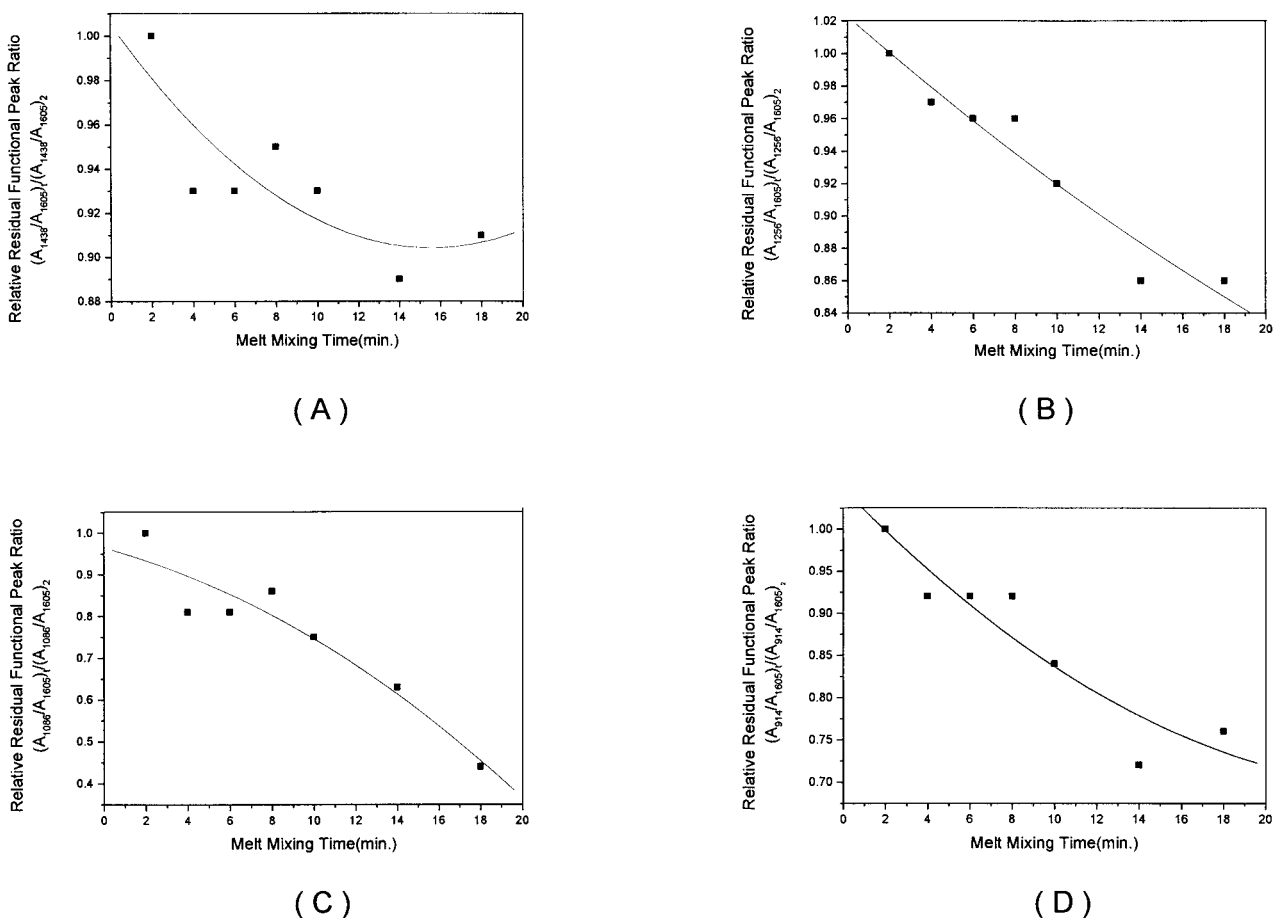 Relative Residual Functional Peak Ratio
(A1438/A1605)t/(A1438/A1605)2
1.00
0.98
0.96
0.94
0.92
0.90
0.88
0 2 4 6 8 10 12 14 16 18 20
Melt Mixing Time(min.)
( A )
Relative Residual Functional Peak Ratio
(A1256/A1605)t/(A1256/A1605)2
1.02
1.00
0.98
0.96
0.94
0.92
0.90
0.88
0.86
0.84
0 2 4 6 8 10 12 14 16 18 20
Melt Mixing Time(min.)
( B )
Relative Residual Functional Peak Ratio
(A1086/A1605)t/(A1086/A1605)2
1.0
0.9
0.8
0.7
0.6
0.5
0.4
0 2 4 6 8 10 12 14 16 18 20
Melt Mixing Time(min.)
( C )
Relative Residual Functional Peak Ratio
(A914/A1605)t/(A914/A1605)2
1.00
0.95
0.90
0.85
0.80
0.75
0.70
0 2 4 6 8 10 12 14 16 18 20
Melt Mixing Time(min.)
( D )